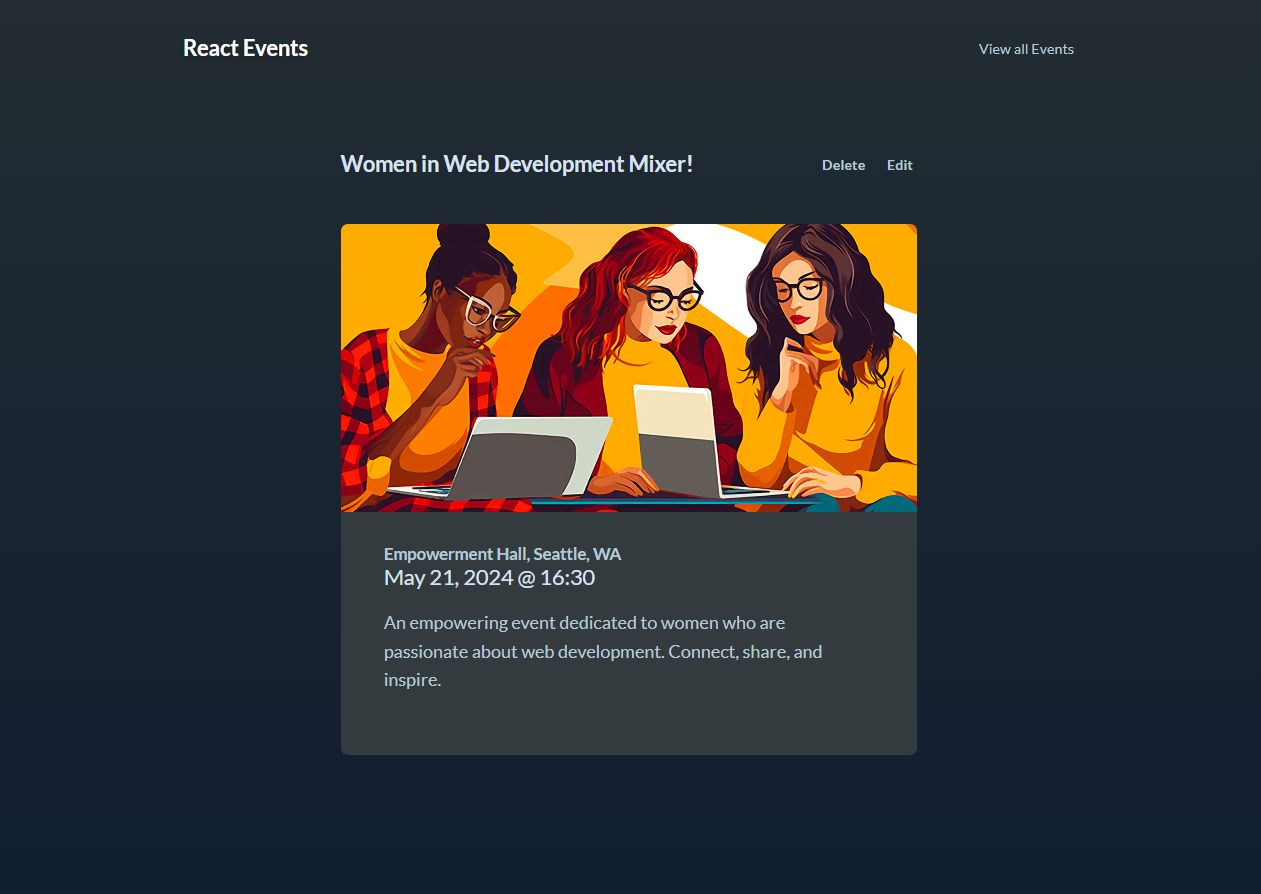 React Events
View all Events
Women in Web Development Mixer!
Delete
Edit
Empowerment Hall, Seattle, WA
May 21, 2024 @ 16:30
An empowering event dedicated to women who are
passionate about web development. Connect, share, and
inspire.